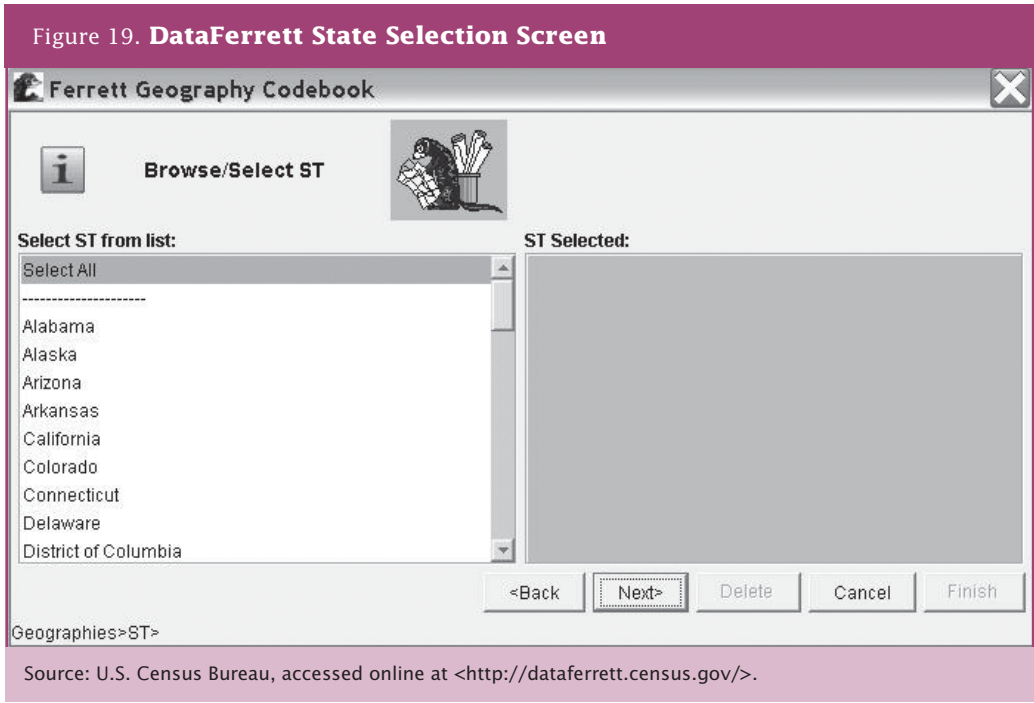 Figure 19. DataFerrett State Selection Screen
Ferrett Geography Codebook
i
Browse/Select ST
Select ST from list:
ST Selected:
Select All
---------------------
Alabama
Alaska
Arizona
Arkansas
California
Colorado
Connecticut
Delaware
District of Columbia
<Back Next> Delete Cancel Finish
Geographies>ST>
Source: U.S. Census Bureau, accessed online at <http://dataferrett.census.gov/>.